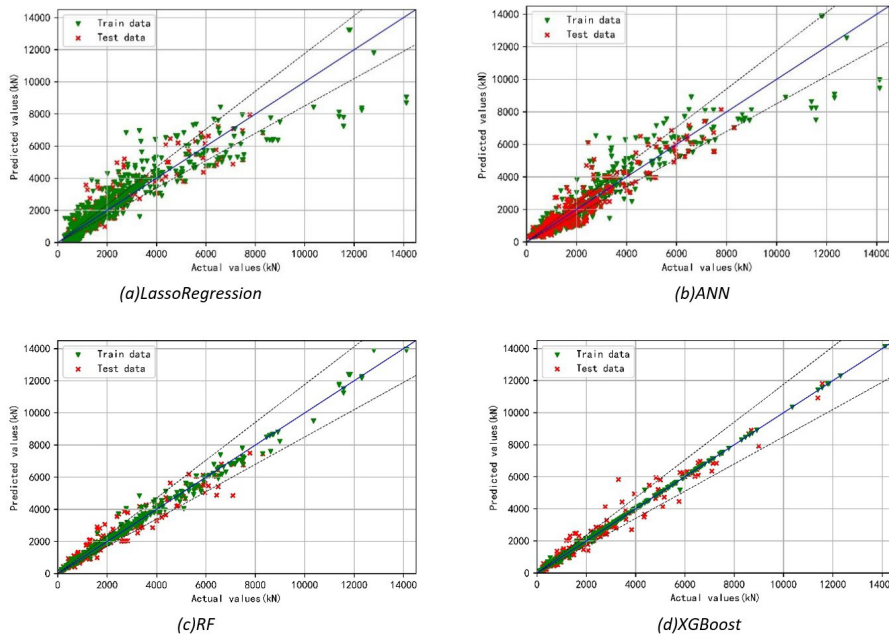 14000
12000
10000
8000
6000
4000
2000
0
Predicted values(kN)
Train data
Test data
0 2000 4000 6000 8000 10000 12000 14000
Actual values(kN)
(a)LassoRegression
14000
12000
10000
8000
6000
4000
2000
0
Predicted values(kN)
Train data
Test data
0 2000 4000 6000 8000 10000 12000 14000
Actual values(kN)
(b)ANN
14000
12000
10000
8000
6000
4000
2000
0
Predicted values(kN)
Train data
Test data
0 2000 4000 6000 8000 10000 12000 14000
Actual values(kN)
(c)RF
14000
12000
10000
8000
6000
4000
2000
0
Predicted values(kN)
Train data
Test data
0 2000 4000 6000 8000 10000 12000 14000
Actual values(kN)
(d)XGBoost